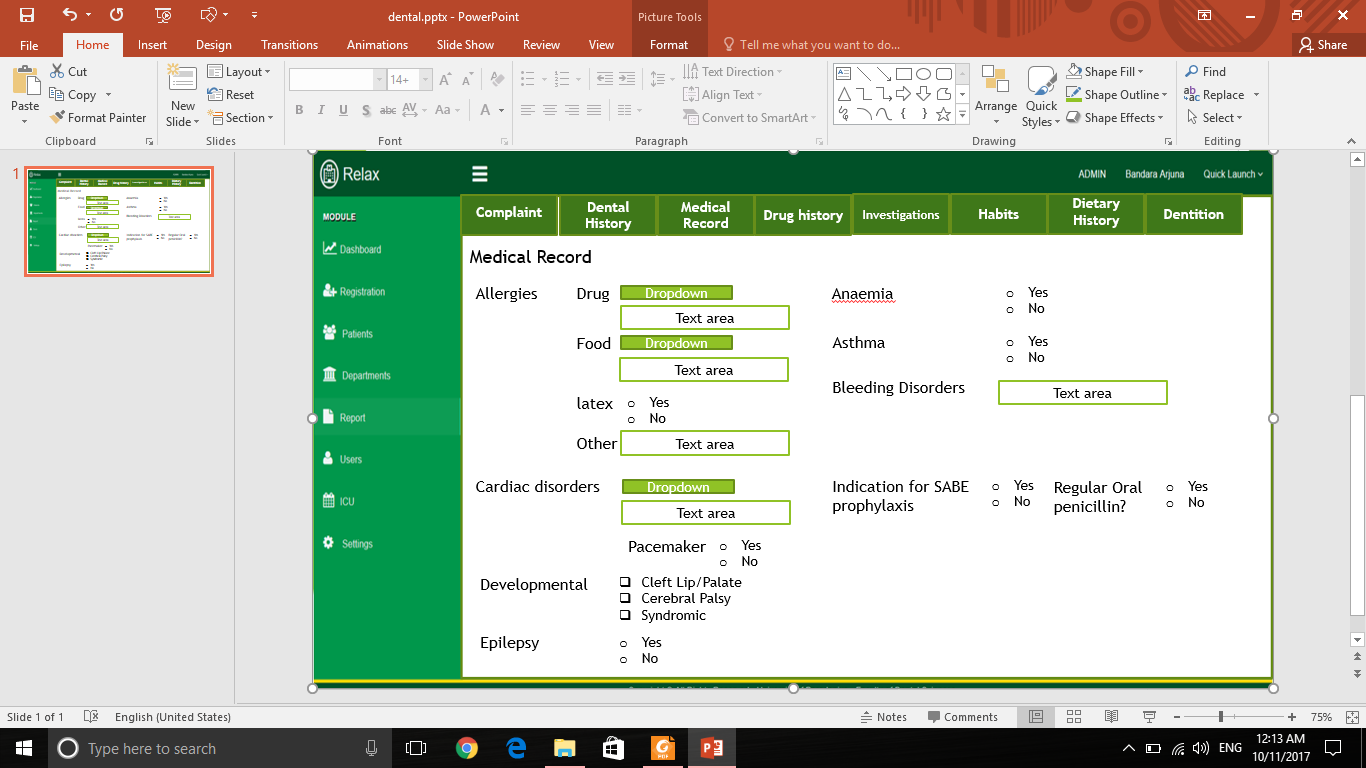 dental.pptx - PowerPoint
Picture Tools
File Home Insert Design Transitions Animations Slide Show Review View Format Tell me what you want to do... Share
Paste
Cut
Copy
Format Painter
New Slide
Layout
Reset
Section
14+
B I U S abc AV Aa A
Text Direction
Align Text
Convert to SmartArt
Arrange
Quick Styles
Shape Fill
Shape Outline
Shape Effects
Find
Replace
Select
Clipboard Slides Font Paragraph Drawing Editing
1
Relax
ADMIN Bandara Arjuna Quick Launch
MODULE
Dashboard
Registration
Patients
Departments
Report
Users
ICU
Settings
Complaint
Dental History
Medical Record
Drug history
Investigations
Habits
Dietary History
Dentition
Medical Record
Allergies Drug Dropdown
Text area
Food Dropdown
Text area
latex Yes
No
Other Text area
Anaemia Yes
No
Asthma Yes
No
Bleeding Disorders Text area
Cardiac disorders Dropdown
Text area
Pacemaker Yes
No
Indication for SABE prophylaxis Yes
No
Regular Oral penicillin? Yes
No
Developmental Cleft Lip/Palate
Cerebral Palsy
Syndromic
Epilepsy Yes
No
Slide 1 of 1 English (United States) Notes Comments 75%
Type here to search
ENG
12:13 AM
10/11/2017